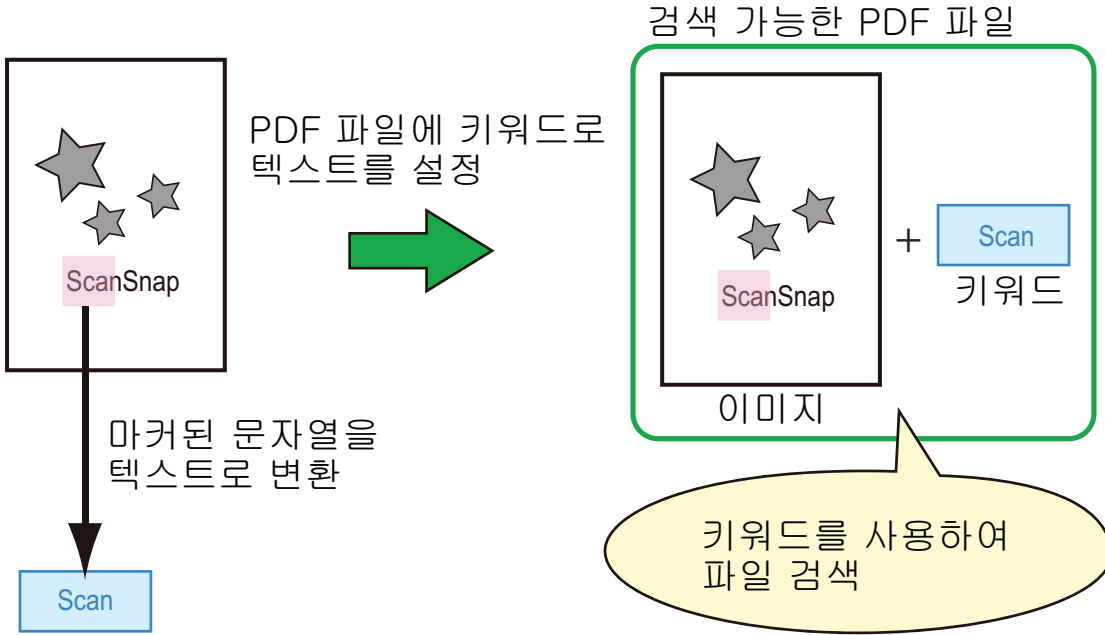 검색 가능한 PDF 파일
PDF 파일에 키워드로
텍스트를 설정
ScanSnap
마커된 문자열을
텍스트로 변환
Scan
ScanSnap
이미지
+
Scan
키워드
키워드를 사용하여
파일 검색